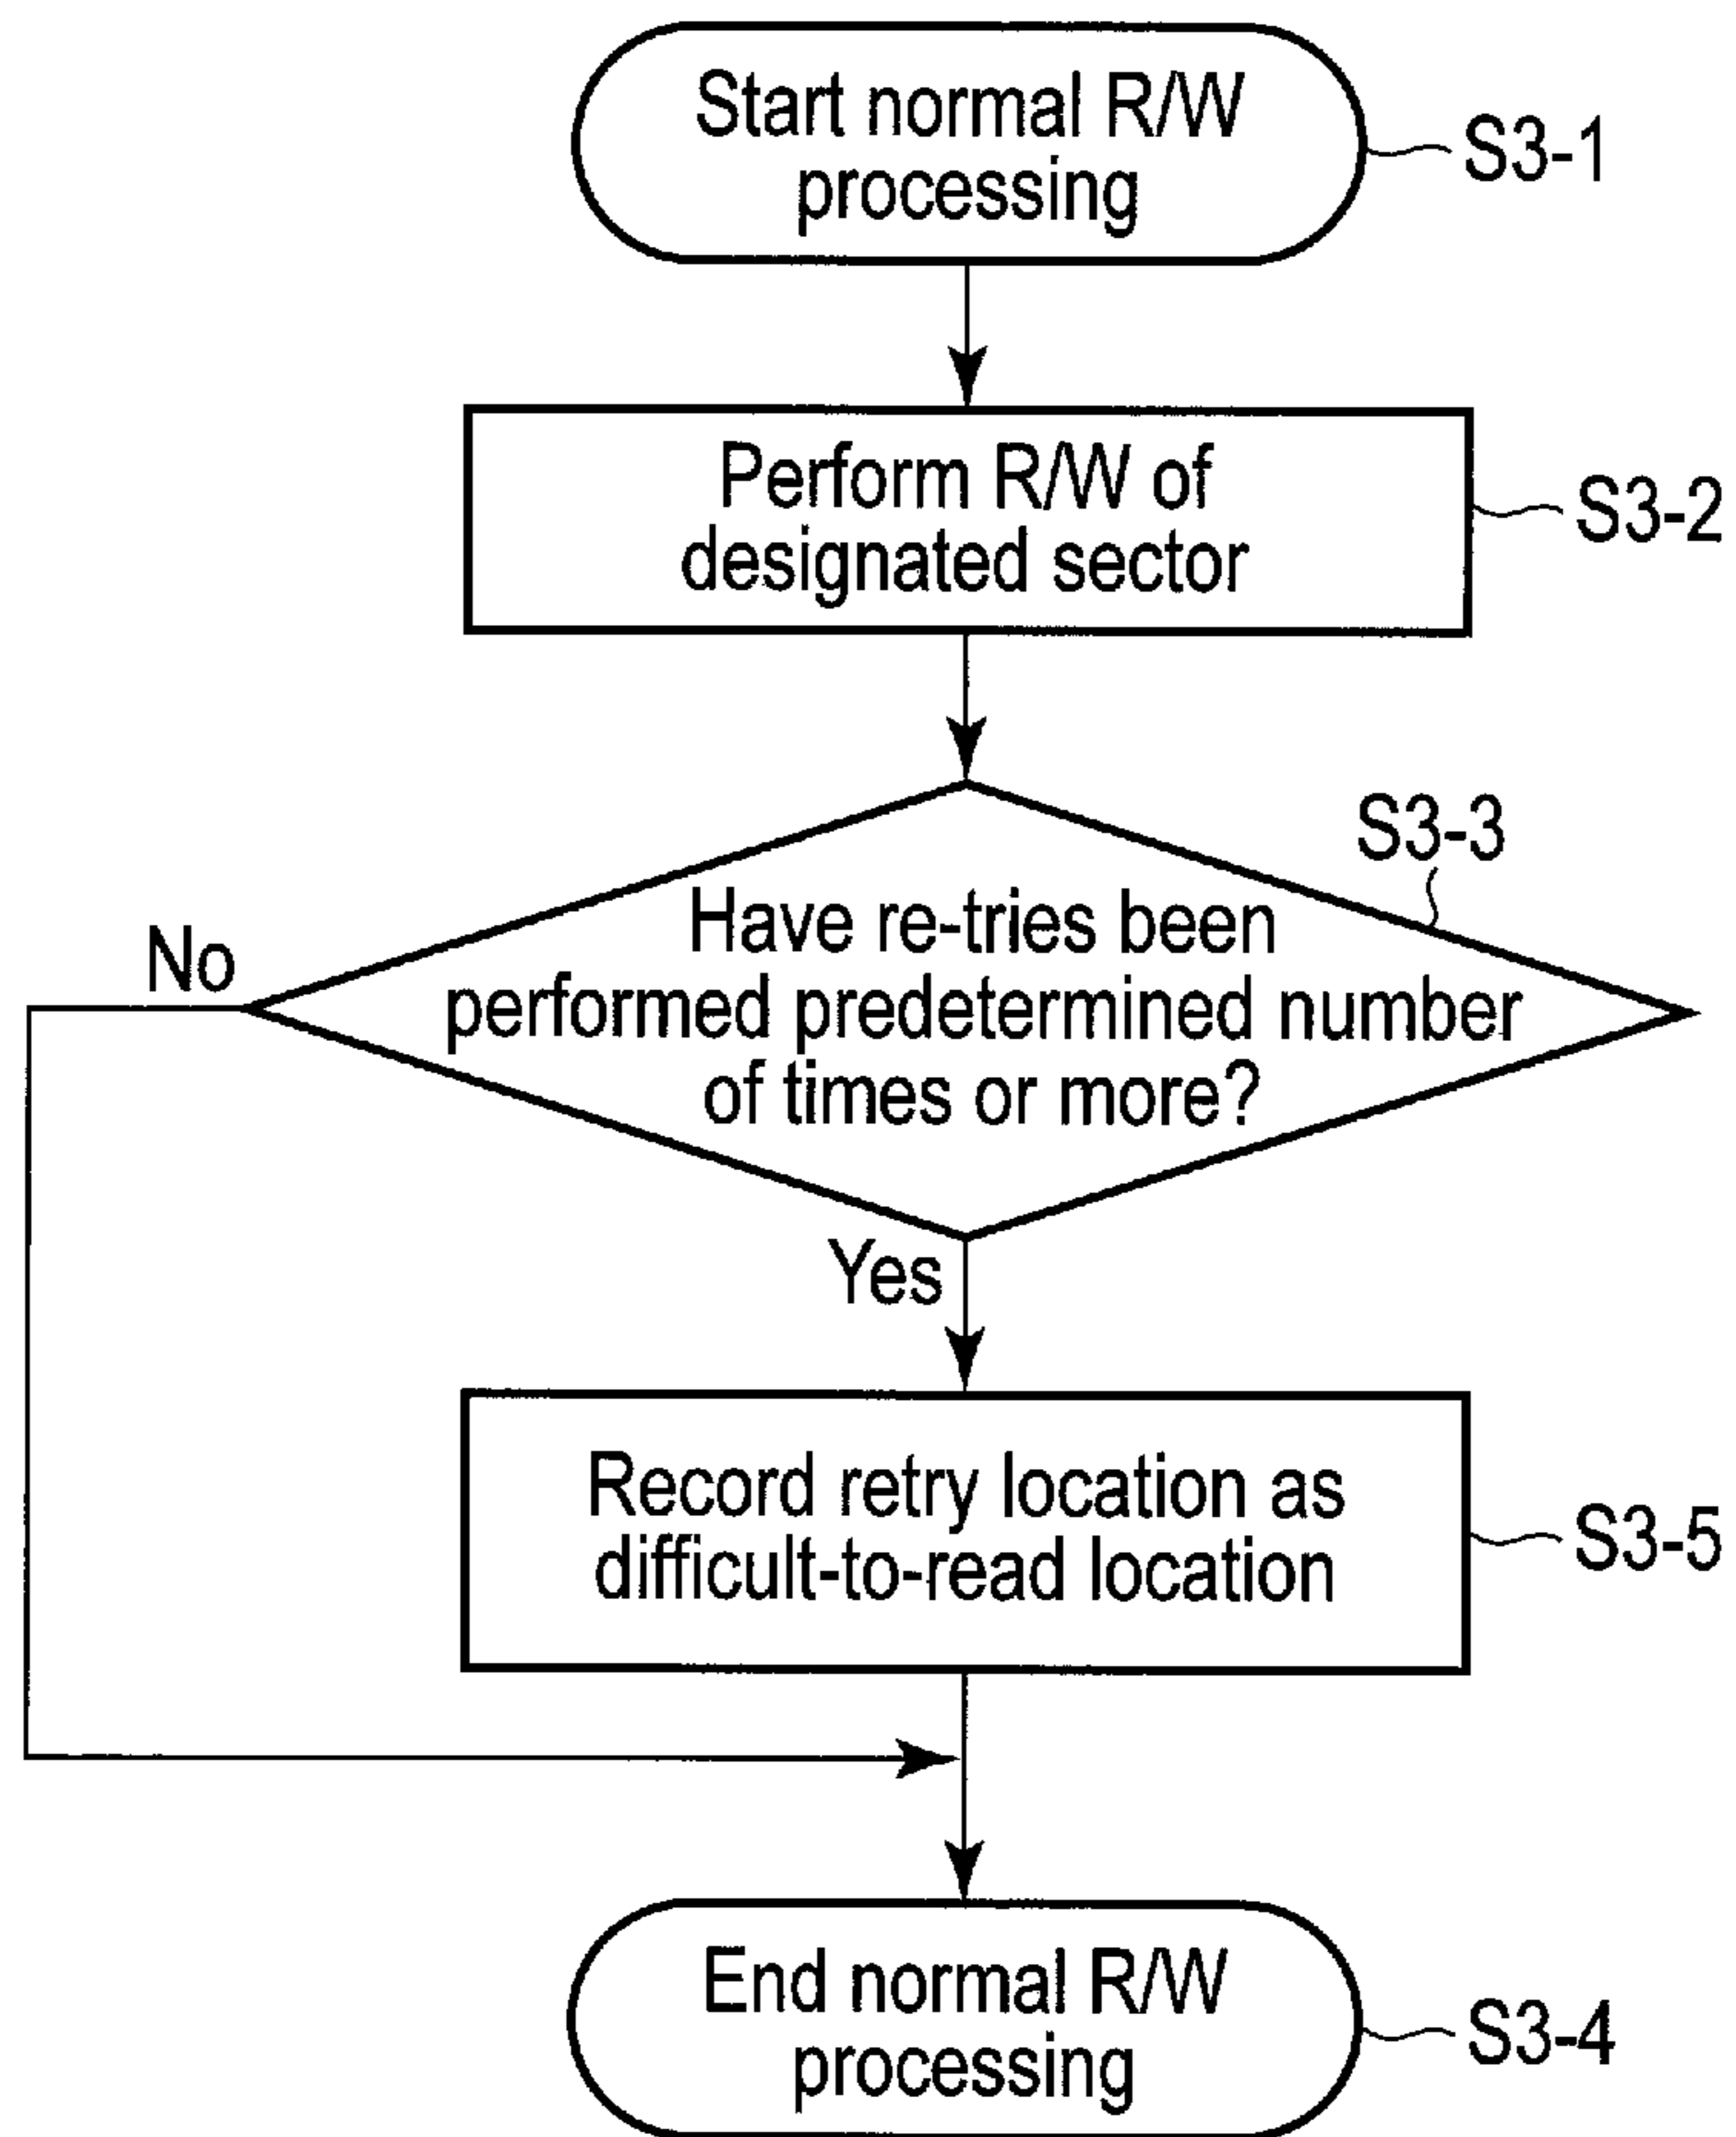 Start normal R/W
processing
S3-1
Perform R/W of
designated sector
S3-2
S3-3
Have re-tries been
performed predetermined number
of times or more?
No
Yes
Record retry location as
difficult-to-read location
S3-5
End normal R/W
processing
S3-4